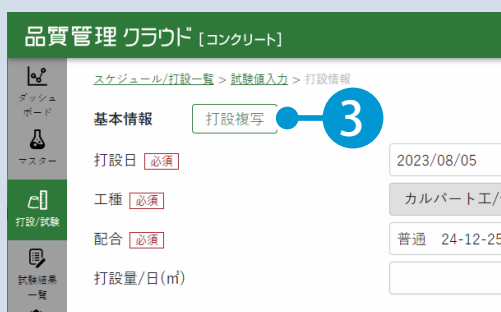 品質管理 クラウド [コンクリート]
ダッシュ
ボード
マスター
打設/試験
試験結果
一覧
スケジュール/打設一覧 > 試験値入力 > 打設情報
基本情報 打設複写 3
打設日 必須 2023/08/05
工種 必須 カルバート工/
配合 必須 普通 24-12-25
打設量/日(㎥)